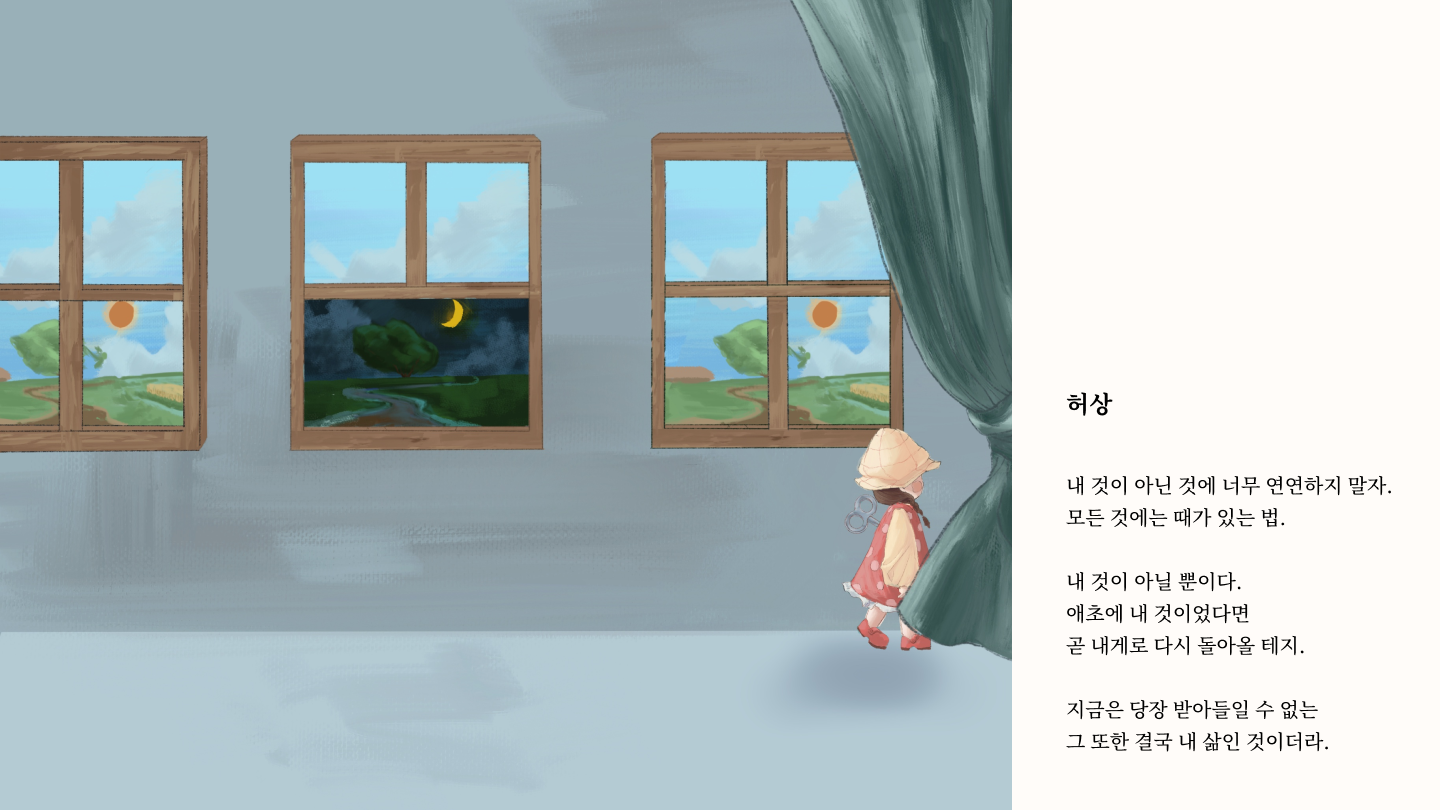 허상
내 것이 아닌 것에 너무 연연하지 말자.
모든 것에는 때가 있는 법.
내 것이 아닐 뿐이다.
애초에 내 것이었다면
곧 내게로 다시 돌아올 테지.
지금은 당장 받아들일 수 없는
그 또한 결국 내 삶인 것이더라.